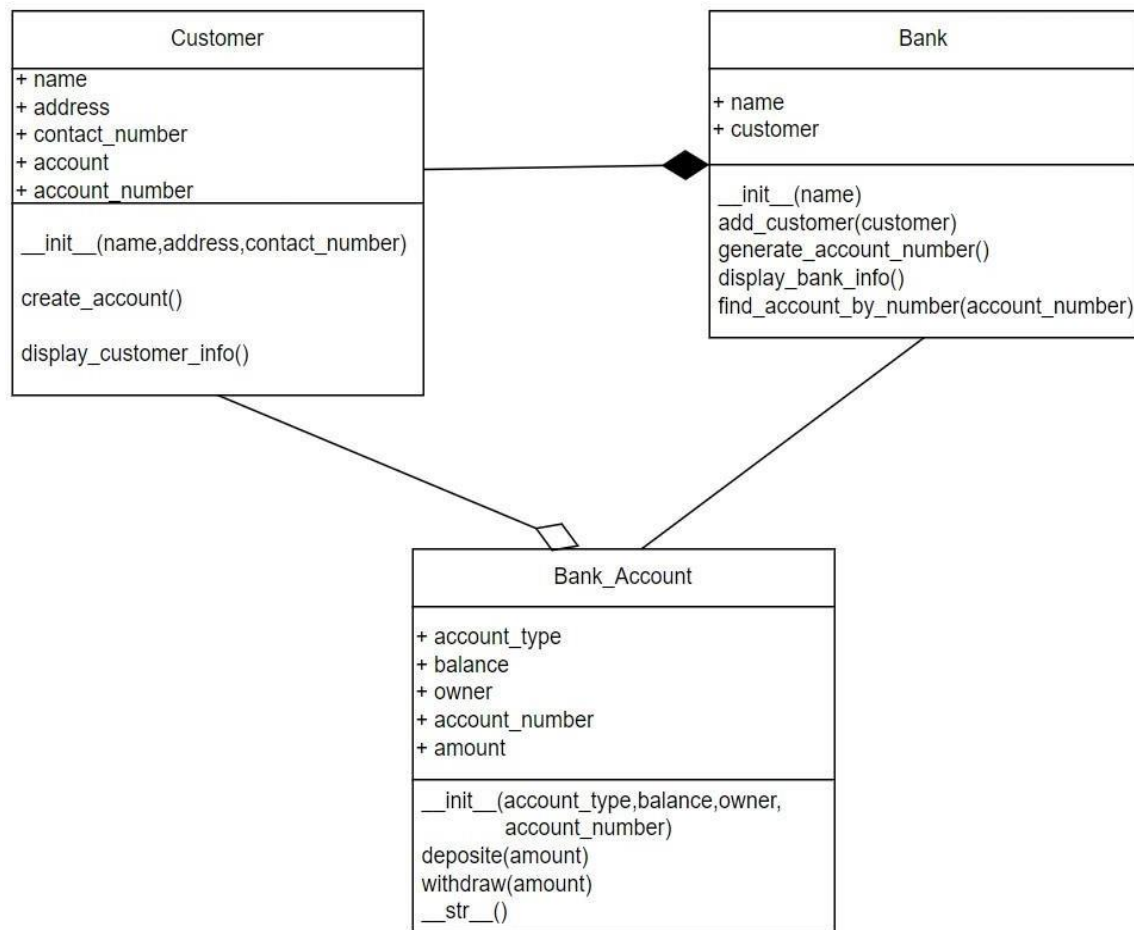 Customer
+ name
+ address
+ contact_number
+ account
+ account_number
__init__(name,address,contact_number)
create_account()
display_customer_info()
Bank
+ name
+ customer
__init__(name)
add_customer(customer)
generate_account_number()
display_bank_info()
find_account_by_number(account_number)
Bank_Account
+ account_type
+ balance
+ owner
+ account_number
+ amount
__init__(account_type,balance,owner,
account_number)
deposite(amount)
withdraw(amount)
__str__()